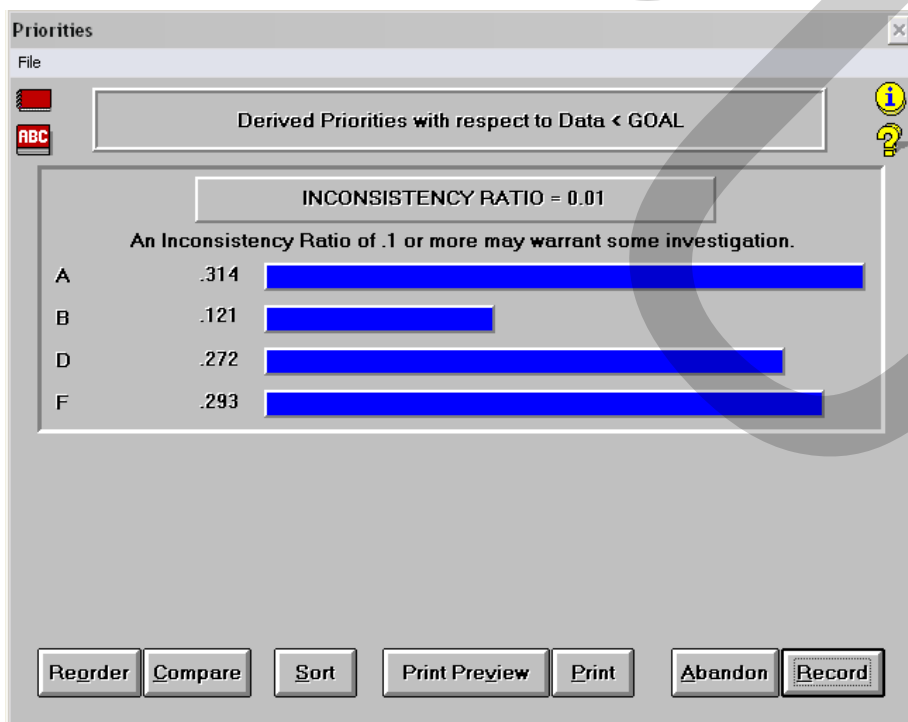 Priorities
File
ABC
Derived Priorities with respect to Data < GOAL
INCONSISTENCY RATIO = 0.01
An Inconsistency Ratio of .1 or more may warrant some investigation.
A .314
B .121
D .272
F .293
Reorder Compare Sort Print Preview Print Abandon Record